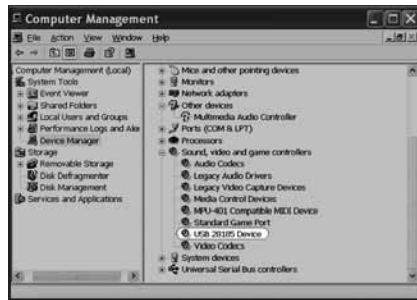 Computer Management
File Action View Window Help
Computer Management (Local)
System Tools
Event Viewer
Shared Folders
Local Users and Groups
Performance Logs and Ale
Device Manager
Storage
Removable Storage
Disk Defragmenter
Disk Management
Services and Applications
Mice and other pointing devices
Monitors
Network adapters
Other devices
Multimedia Audio Controller
Ports (COM & LPT)
Processors
Sound, video and game controllers
Audio Codecs
Legacy Audio Drivers
Legacy Video Capture Devices
Media Control Devices
MPU-401 Compatible MIDI Device
Standard Game Port
USB 28185 Device
Video Codecs
System devices
Universal Serial Bus controllers